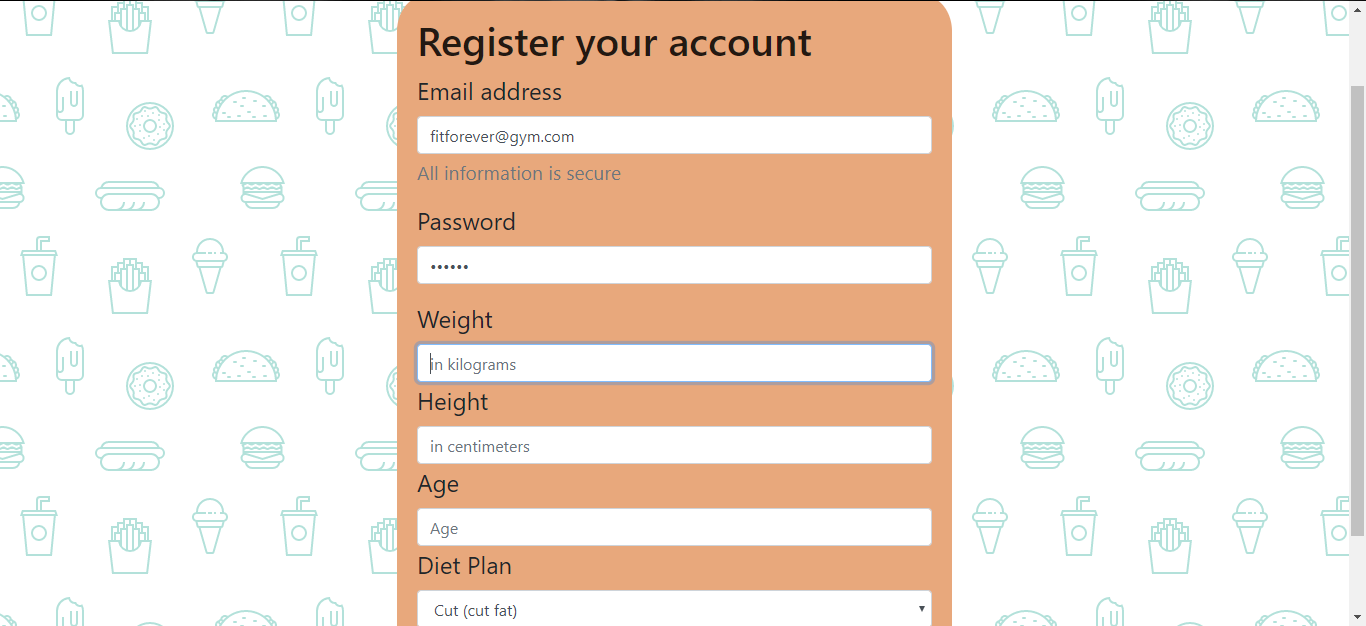 Register your account
Email address
fitforever@gym.com
All information is secure
Password
••••••
Weight
in kilograms
Height
in centimeters
Age
Age
Diet Plan
Cut (cut fat)